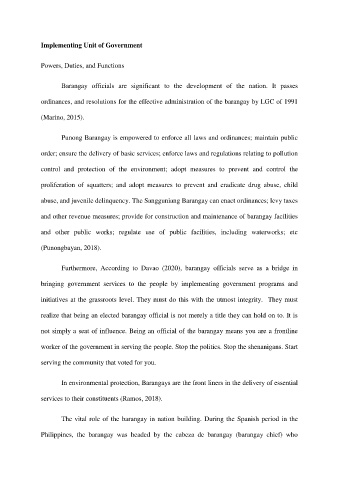 Implementing Unit of Government
Powers, Duties, and Functions
Barangay officials are significant to the development of the nation. It passes
ordinances, and resolutions for the effective administration of the barangay by LGC of 1991
(Marino, 2015).
Punong Barangay is empowered to enforce all laws and ordinances; maintain public
order; ensure the delivery of basic services; enforce laws and regulations relating to pollution
control and protection of the environment; adopt measures to prevent and control the
proliferation of squatters; and adopt measures to prevent and eradicate drug abuse, child
abuse, and juvenile delinquency. The Sangguniang Barangay can enact ordinances; levy taxes
and other revenue measures; provide for construction and maintenance of barangay facilities
and other public works; regulate use of public facilities, including waterworks; etc
(Punongbayan, 2018).
Furthermore, According to Davao (2020), barangay officials serve as a bridge in
bringing government services to the people by implementing government programs and
initiatives at the grassroots level. They must do this with the utmost integrity. They must
realize that being an elected barangay official is not merely a title they can hold on to. It is
not simply a seat of influence. Being an official of the barangay means you are a frontline
worker of the government in serving the people. Stop the politics. Stop the shenanigans. Start
serving the community that voted for you.
In environmental protection, Barangays are the front liners in the delivery of essential
services to their constituents (Ramos, 2018).
The vital role of the barangay in nation building. During the Spanish period in the
Philippines, the barangay was headed by the cabeza de barangay (barangay chief) who